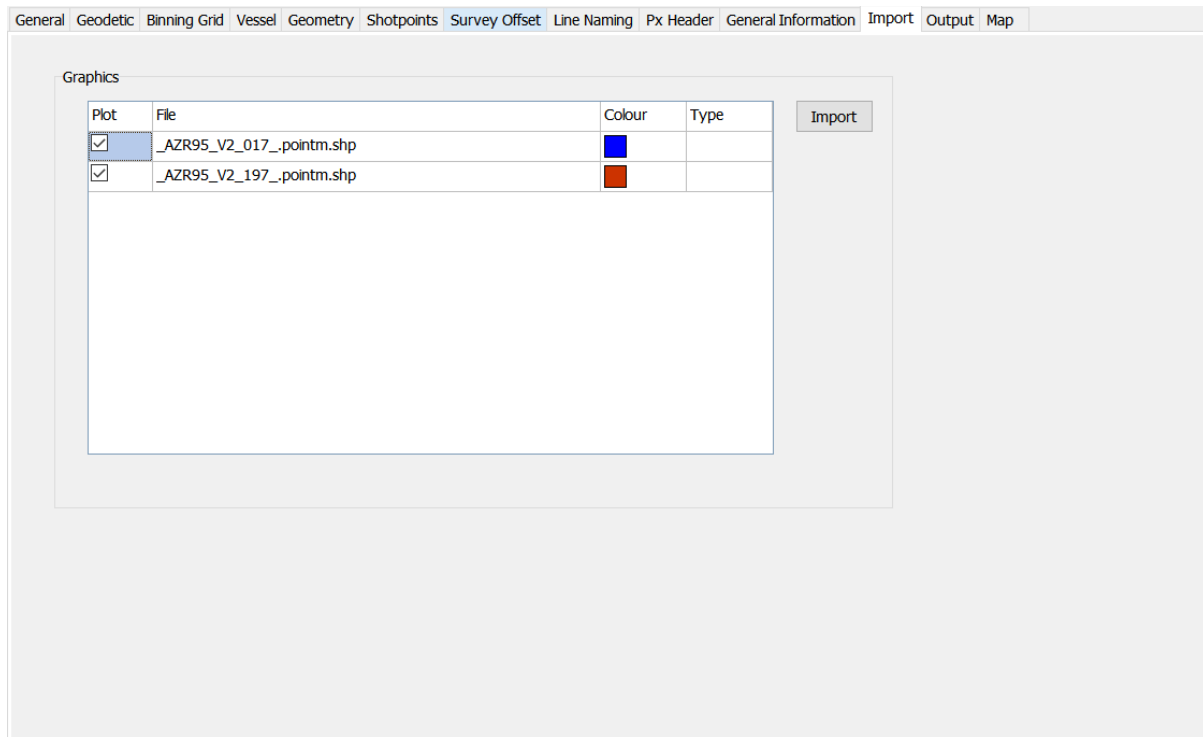 General Geodetic Binning Grid Vessel Geometry Shotpoints Survey Offset Line Naming Px Header General Information Import Output Map
Graphics
Plot File Colour Type Import
_AZR95_V2_017_.pointm.shp
_AZR95_V2_197_.pointm.shp